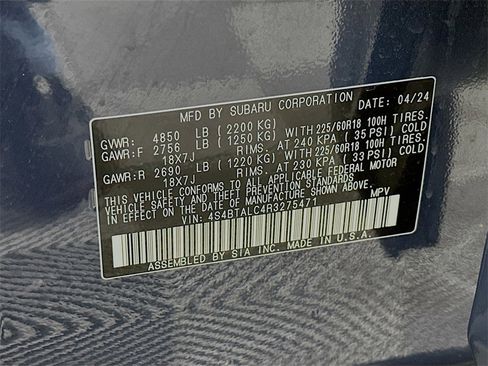 MFD BY SUBARU CORPORATION DATE: 04/24
GVWR: 4850 LB (2200 KG)
GAWR:F 2756 LB (1250 KG) WITH 225/60R18 100H TIRES,
18X7J RIMS, AT 240 KPA (35 PSI) COLD
GAWR:R 2690 LB (1220 KG) WITH 225/60R18 100H TIRES,
18X7J RIMS, AT 230 KPA (33 PSI) COLD
THIS VEHICLE CONFORMS TO ALL APPLICABLE FEDERAL MOTOR
VEHICLE SAFETY AND THEFT PREVENTION STANDARDS
IN EFFECT ON THE DATE OF MANUFACTURE SHOWN ABOVE.
VIN: 4S4BTALC4R3275471 MPV
ASSEMBLED BY SIA INC. MADE IN U.S.A.